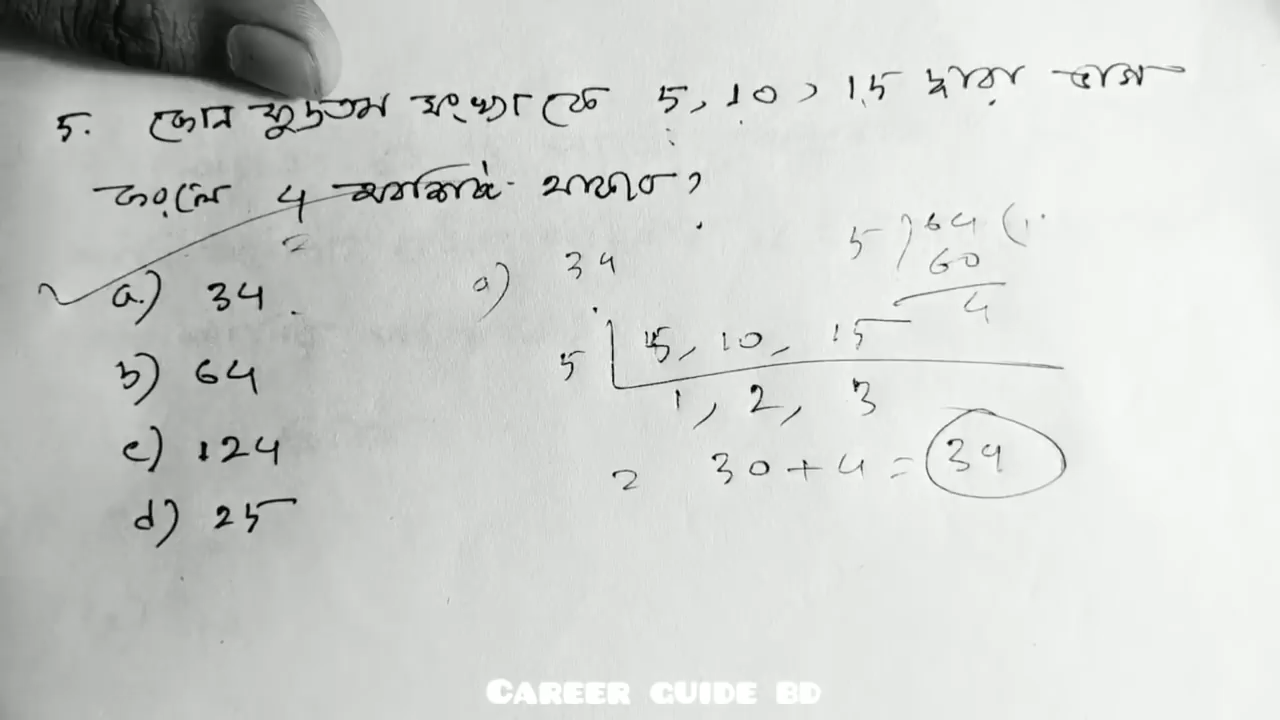 5. কোন ক্ষুদ্রতম সংখ্যা কে 5, 10, 15 দ্বারা ভাগ
করলে 4 অবশিষ্ট থাকবে?
a.) 34
b) 64
c) 124
d) 25
a) 34
5 ) 64 (1
60
4
5 | 5, 10, 15
1, 2, 3
= 30 + 4 = 34
CAREER GUIDE BD